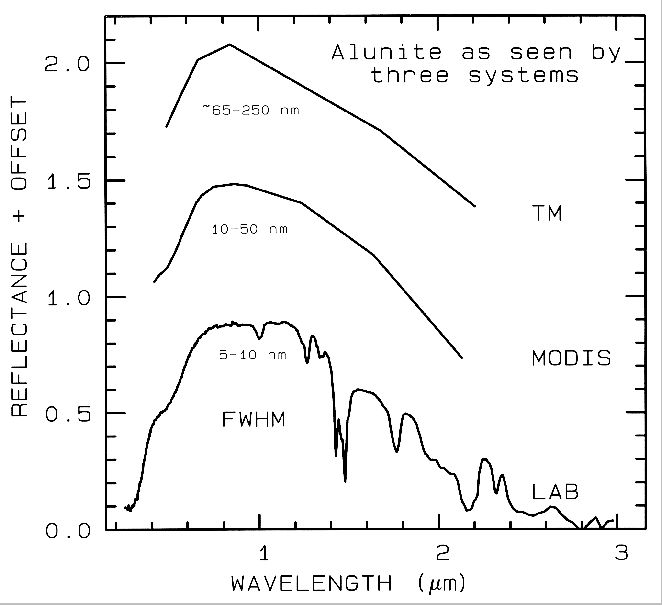 Alunite as seen by
three systems
2.0
~65-250 nm
REFLECTANCE + OFFSET
1.5
TM
10-50 nm
1.0
5-10 nm
MODIS
0.5
FWHM
LAB
0.0
1
2
3
WAVELENGTH (μm)